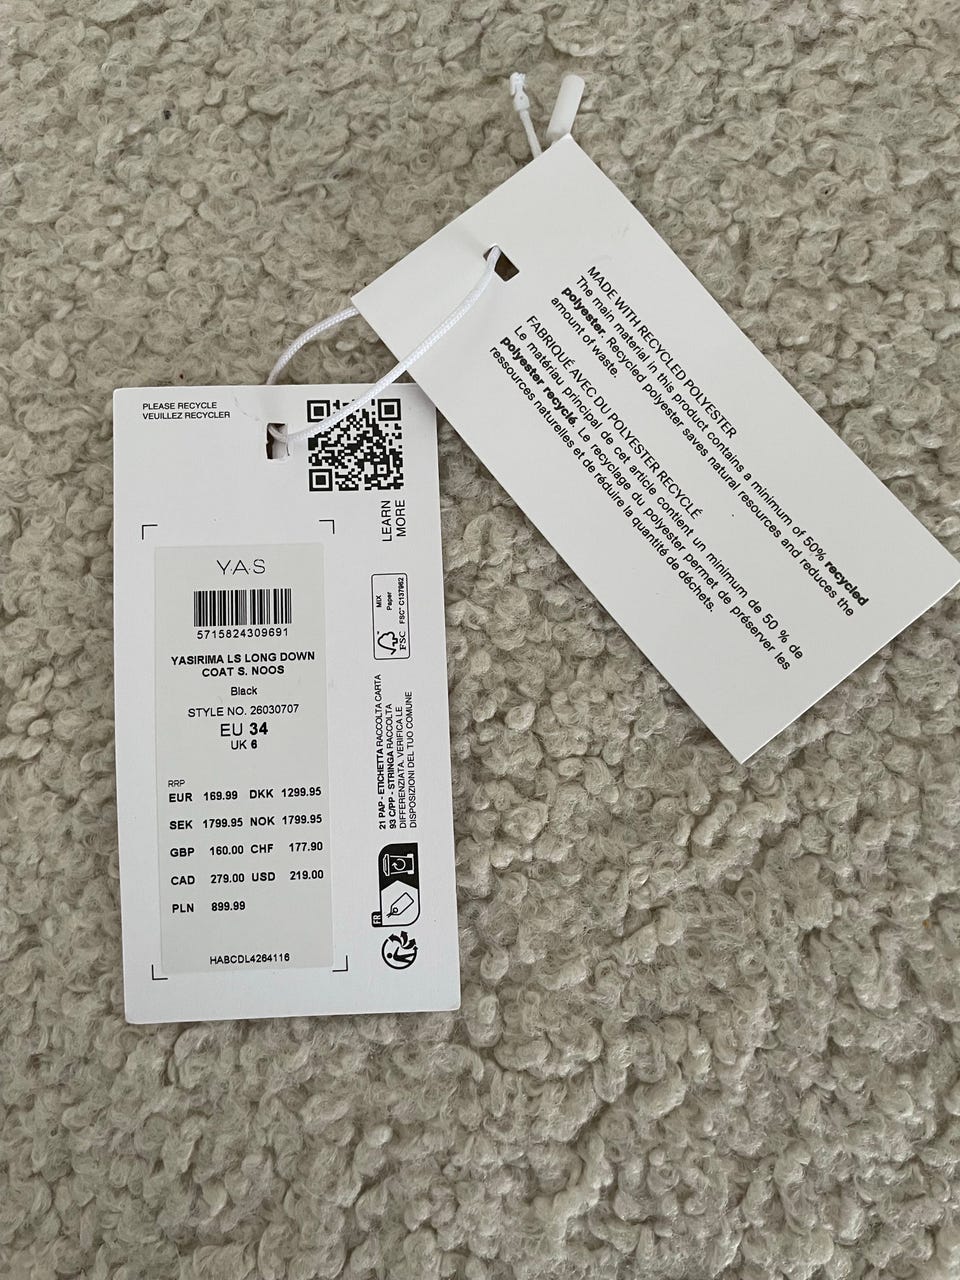 PLEASE RECYCLE
VEUILLEZ RECYCLER
LEARN
MORE
Y.A.S
5715824309691
YASIRIMA LS LONG DOWN
COAT S. NOOS
Black
STYLE NO. 26030707
EU 34
UK 6
RRP
EUR 169.99 DKK 1299.95
SEK 1799.95 NOK 1799.95
GBP 160.00 CHF 177.90
CAD 279.00 USD 219.00
PLN 899.99
HABCDL4264116
FSC
MIX
Paper
FSC® C137962
21 PAP - ETICHETTA RACCOLTA CARTA
93 C/PP - STRINGA RACCOLTA
DIFFERENZIATA. VERIFICA LE
DISPOSIZIONI DEL TUO COMUNE
FR
MADE WITH RECYCLED POLYESTER
The main material in this product contains a minimum of 50% recycled
polyester. Recycled polyester saves natural resources and reduces the
amount of waste.
FABRIQUÉ AVEC DU POLYESTER RECYCLÉ
Le matériau principal de cet article contient un minimum de 50 % de
polyester recyclé. Le recyclage du polyester permet de préserver les
ressources naturelles et de réduire la quantité de déchets.